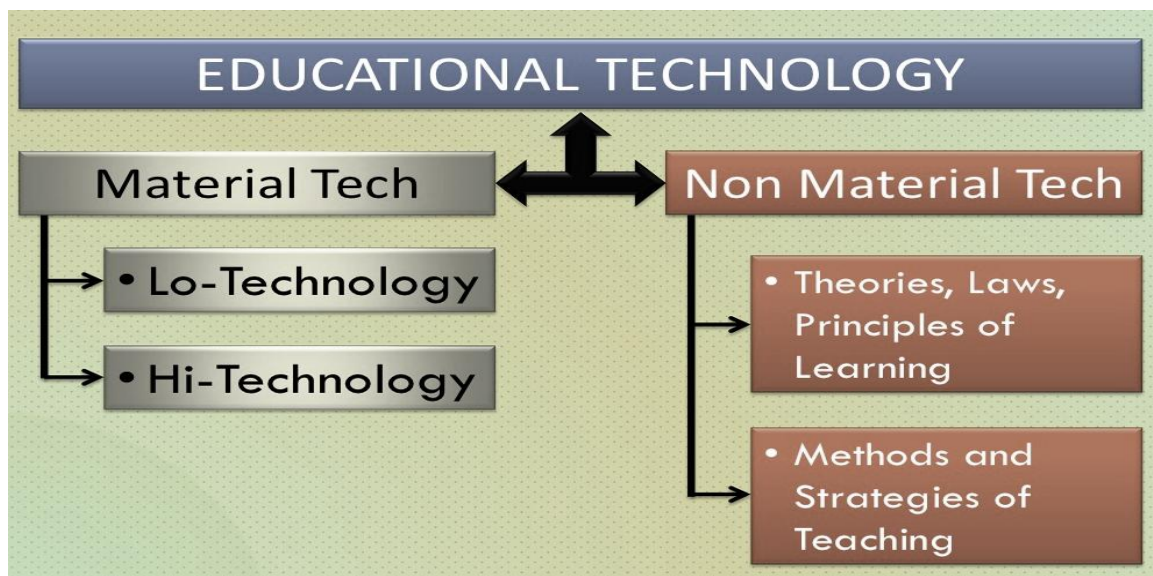 EDUCATIONAL TECHNOLOGY
Material Tech
• Lo-Technology
• Hi-Technology
Non Material Tech
• Theories, Laws,
Principles of
Learning
• Methods and
Strategies of
Teaching